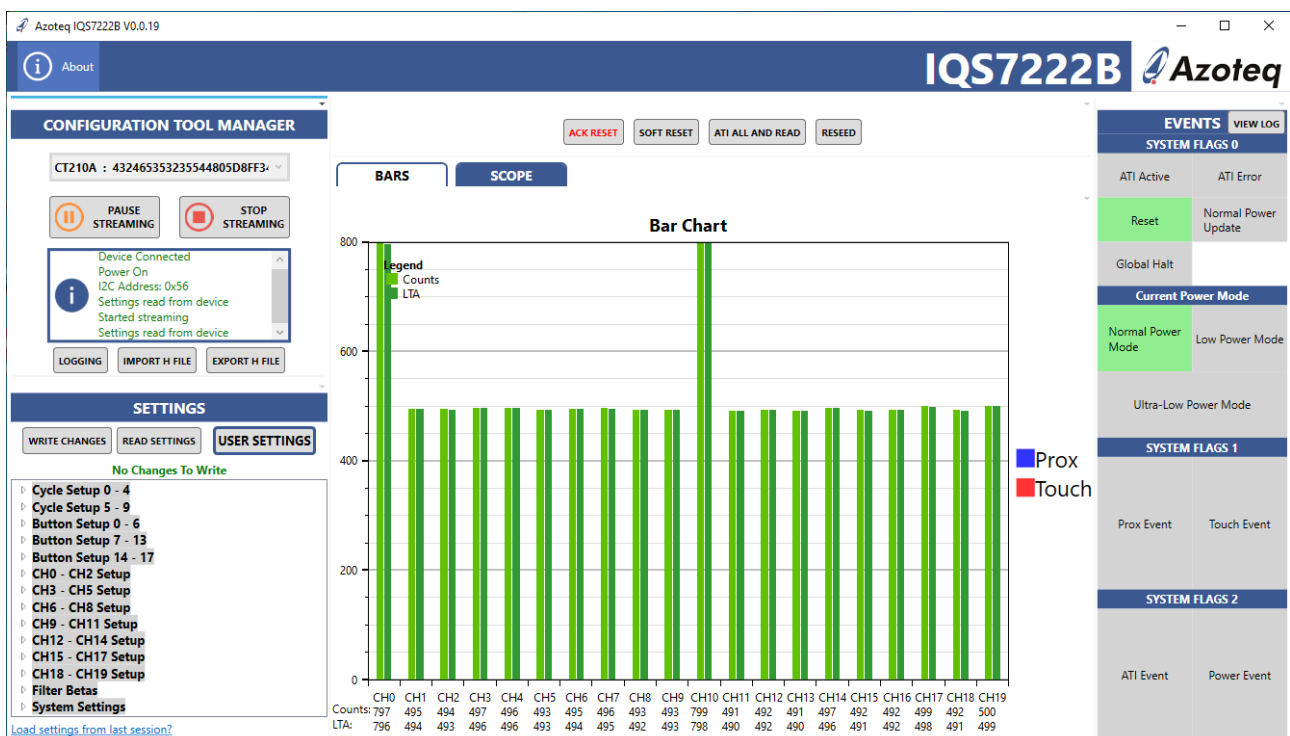 Azoteq IQS7222B V0.0.19
About
IQS7222B
Azoteq
CONFIGURATION TOOL MANAGER
CT210A : 432465353235544805D8FF34
PAUSE
STREAMING
STOP
STREAMING
Device Connected
Power On
I2C Address: 0x56
Settings read from device
Started streaming
Settings read from device
LOGGING IMPORT H FILE EXPORT H FILE
SETTINGS
WRITE CHANGES READ SETTINGS USER SETTINGS
No Changes To Write
Cycle Setup 0 - 4
Cycle Setup 5 - 9
Button Setup 0 - 6
Button Setup 7 - 13
Button Setup 14 - 17
CH0 - CH2 Setup
CH3 - CH5 Setup
CH6 - CH8 Setup
CH9 - CH11 Setup
CH12 - CH14 Setup
CH15 - CH17 Setup
CH18 - CH19 Setup
Filter Betas
System Settings
Load settings from last session?
ACK RESET SOFT RESET ATI ALL AND READ RESEED
BARS SCOPE
Bar Chart
800
600
400
200
0
Legend
Counts
LTA
CH0 CH1 CH2 CH3 CH4 CH5 CH6 CH7 CH8 CH9 CH10 CH11 CH12 CH13 CH14 CH15 CH16 CH17 CH18 CH19
Counts: 797 495 494 497 496 493 495 496 493 493 799 491 492 491 497 492 492 499 492 500
LTA: 796 494 493 496 496 493 494 495 492 493 798 490 492 490 496 491 492 498 491 499
Prox
Touch
EVENTS VIEW LOG
SYSTEM FLAGS 0
ATI Active ATI Error
Reset Normal Power
Update
Global Halt
Current Power Mode
Normal Power
Mode Low Power Mode
Ultra-Low Power Mode
SYSTEM FLAGS 1
Prox Event Touch Event
SYSTEM FLAGS 2
ATI Event Power Event